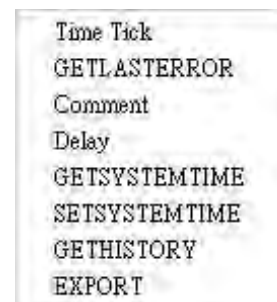 Time Tick
GETLASTERROR
Comment
Delay
GETSYSTEMTIME
SETSYSTEMTIME
GETHISTORY
EXPORT